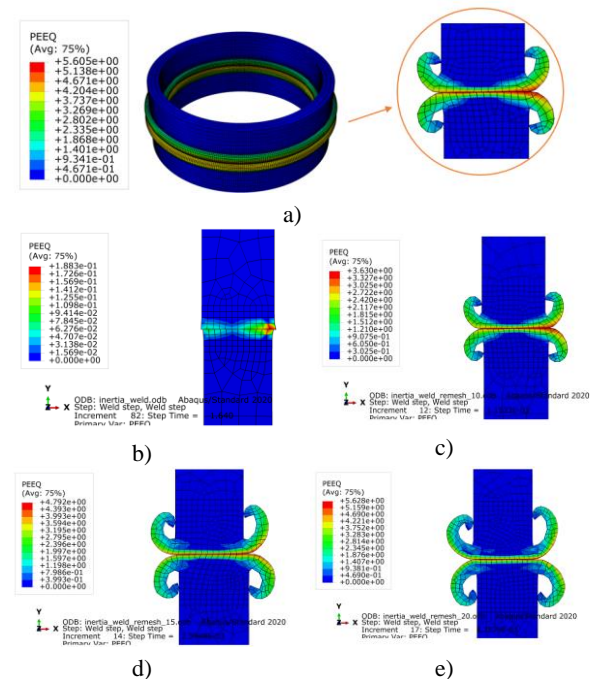 PEEQ
(Avg: 75%)
+5.605e+00
+5.138e+00
+4.671e+00
+4.204e+00
+3.737e+00
+3.269e+00
+2.802e+00
+2.335e+00
+1.868e+00
+1.401e+00
+9.341e-01
+4.671e-01
+0.000e+00
a)
PEEQ
(Avg: 75%)
+1.883e-01
+1.726e-01
+1.569e-01
+1.412e-01
+1.255e-01
+1.098e-01
+9.414e-02
+7.845e-02
+6.276e-02
+4.707e-02
+3.138e-02
+1.569e-02
+0.000e+00
Y
Z X
ODB: inertia_weld.odb Abaqus/Standard 2020
Step: Weld step, Weld step
Increment 82: Step Time =
Primary Var: PEEQ
b)
PEEQ
(Avg: 75%)
+3.630e+00
+3.327e+00
+3.025e+00
+2.722e+00
+2.420e+00
+2.117e+00
+1.815e+00
+1.512e+00
+1.210e+00
+9.075e-01
+6.050e-01
+3.025e-01
+0.000e+00
Y
Z X
ODB: inertia_weld_remesh_10. Abaqus/Standard 2020
Step: Weld step, Weld step
Increment 12: Step Time =
Primary Var: PEEQ
c)
PEEQ
(Avg: 75%)
+4.792e+00
+4.393e+00
+3.993e+00
+3.594e+00
+3.195e+00
+2.795e+00
+2.396e+00
+1.997e+00
+1.597e+00
+1.198e+00
+7.986e-01
+3.993e-01
+0.000e+00
Y
Z X
ODB: inertia_weld_remesh_15. Abaqus/Standard 2020
Step: Weld step, Weld step
Increment 14: Step Time =
Primary Var: PEEQ
d)
PEEQ
(Avg: 75%)
+5.628e+00
+5.159e+00
+4.690e+00
+4.221e+00
+3.752e+00
+3.283e+00
+2.814e+00
+2.345e+00
+1.876e+00
+1.407e+00
+9.381e-01
+4.690e-01
+0.000e+00
Y
Z X
ODB: inertia_weld_remesh_20. Abaqus/Standard 2020
Step: Weld step, Weld step
Increment 17: Step Time =
Primary Var: PEEQ
e)